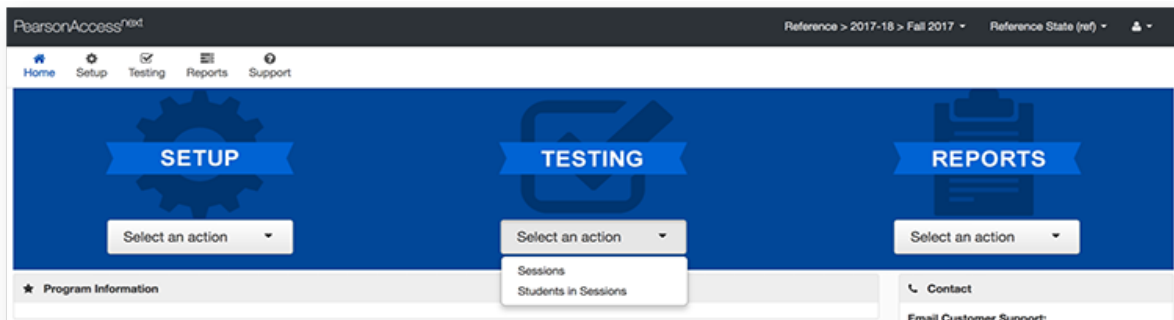 PearsonAccessnext
Reference > 2017-18 > Fall 2017
Reference State (ref)
Home
Setup
Testing
Reports
Support
SETUP
TESTING
REPORTS
Select an action
Select an action
Select an action
Sessions
Students in Sessions
Program Information
Contact
Email Customer Support: